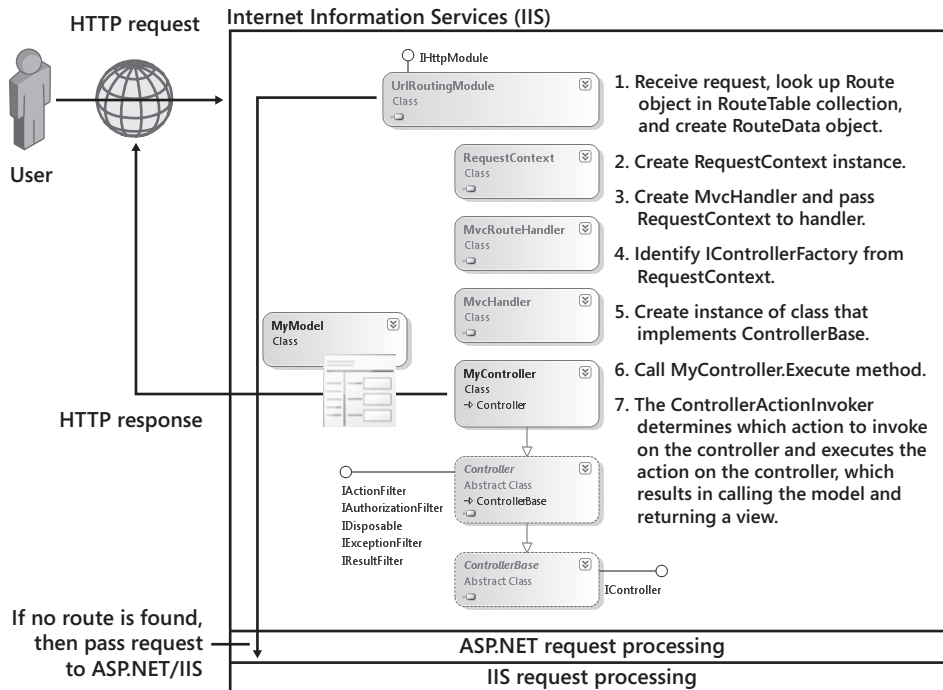 Internet Information Services (IIS)
HTTP request
User
HTTP response
IHttpModule
UrlRoutingModule
Class
RequestContext
Class
MvcRouteHandler
Class
MvcHandler
Class
MyModel
Class
MyController
Class
Controller
Controller
Abstract Class
ControllerBase
IActionFilter
IAuthorizationFilter
IDisposable
IExceptionFilter
IResultFilter
ControllerBase
Abstract Class
IController
1. Receive request, look up Route
object in RouteTable collection,
and create RouteData object.
2. Create RequestContext instance.
3. Create MvcHandler and pass
RequestContext to handler.
4. Identify IControllerFactory from
RequestContext.
5. Create instance of class that
implements ControllerBase.
6. Call MyController.Execute method.
7. The ControllerActionInvoker
determines which action to invoke
on the controller and executes the
action on the controller, which
results in calling the model and
returning a view.
If no route is found,
then pass request
to ASP.NET/IIS
ASP.NET request processing
IIS request processing